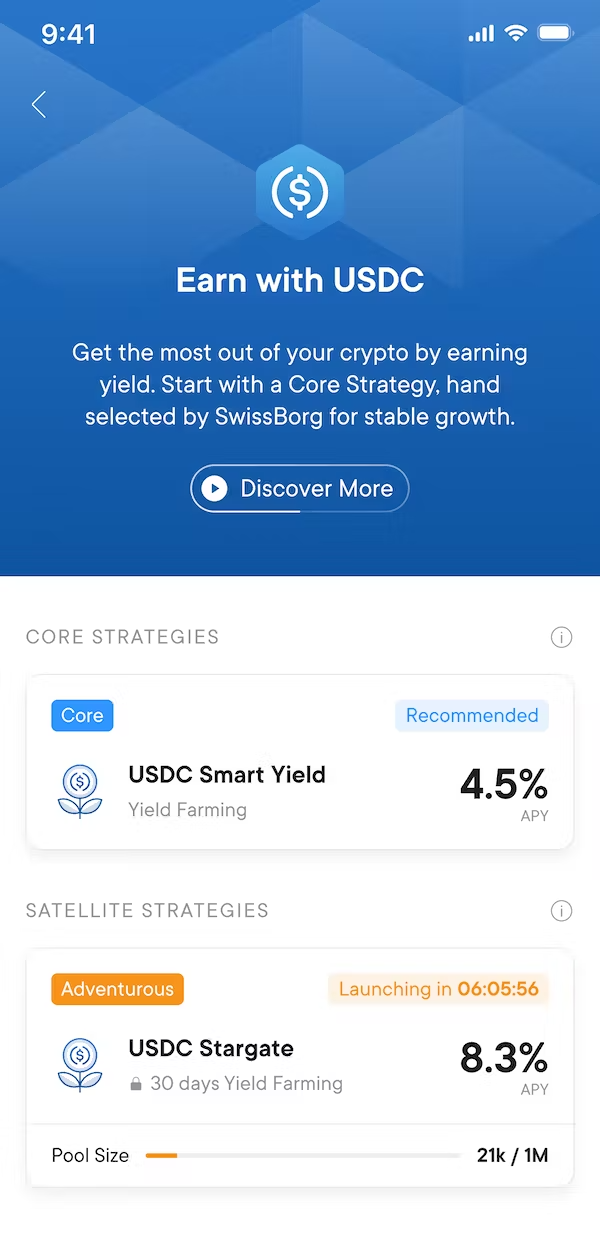 9:41
Earn with USDC
Get the most out of your crypto by earning
yield. Start with a Core Strategy, hand
selected by SwissBorg for stable growth.
Discover More
CORE STRATEGIES
Core
Recommended
USDC Smart Yield
4.5%
Yield Farming
APY
SATELLITE STRATEGIES
Adventurous
Launching in 06:05:56
USDC Stargate
8.3%
30 days Yield Farming
APY
Pool Size
21k / 1M